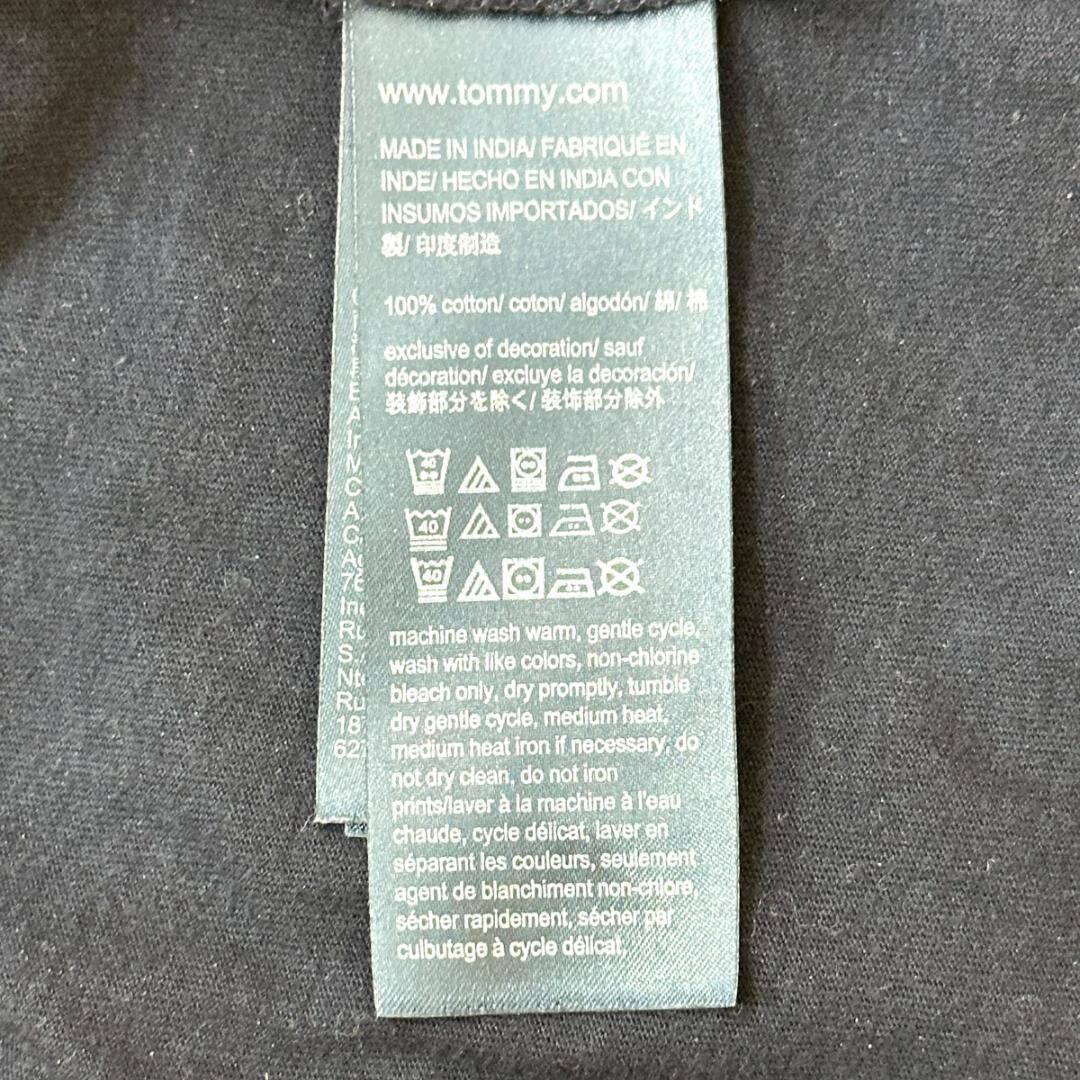 www.tommy.com
MADE IN INDIA/ FABRIQUÉ EN
INDE/ HECHO EN INDIA CON
INSUMOS IMPORTADOS/ インド
製/ 印度制造
100% cotton/ coton/ algodón/ 綿/ 棉
exclusive of decoration/ sauf
décoration/ excluye la decoración/
装飾部分を除く/ 装饰部分除外
40
40
40
machine wash warm, gentle cycle,
wash with like colors, non-chlorine
bleach only, dry promptly, tumble
dry gentle cycle, medium heat,
medium heat iron if necessary, do
not dry clean, do not iron
prints/laver à la machine à l'eau
chaude, cycle délicat, laver en
séparant les couleurs, seulement
agent de blanchiment non-chlore,
sécher rapidement, sécher par
culbutage à cycle délicat,